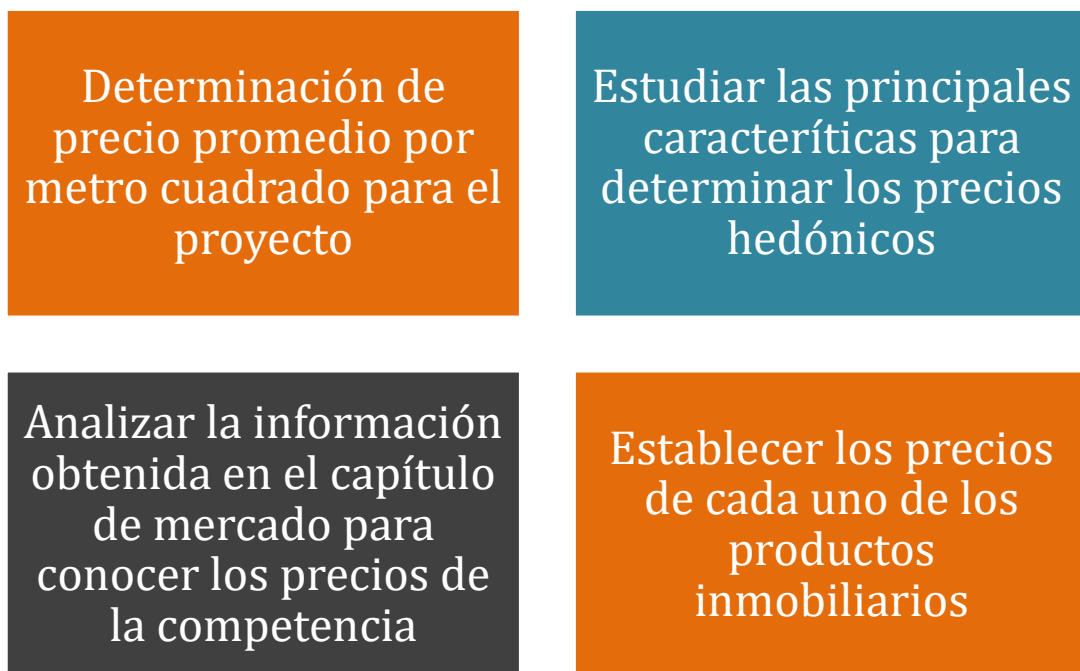 Determinación de
precio promedio por
metro cuadrado para el
proyecto
Estudiar las principales
caracteríticas para
determinar los precios
hedónicos
Analizar la información
obtenida en el capítulo
de mercado para
conocer los precios de
la competencia
Establecer los precios
de cada uno de los
productos
inmobiliarios